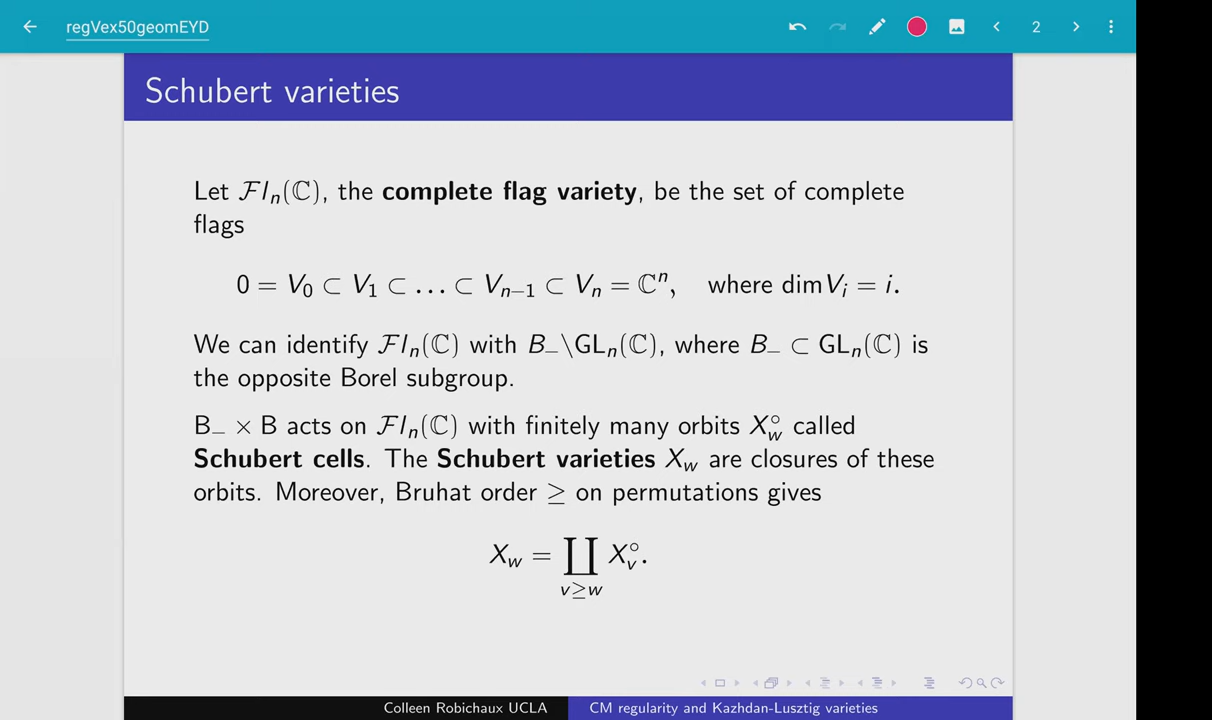 regVex50geomEYD
2
Schubert varieties
Let ℱl_n(ℂ), the complete flag variety, be the set of complete
flags
0 = V_0 ⊂ V_1 ⊂ … ⊂ V_{n−1} ⊂ V_n = ℂ^n, where dim V_i = i.
We can identify ℱl_n(ℂ) with B_−\GL_n(ℂ), where B_− ⊂ GL_n(ℂ) is
the opposite Borel subgroup.
B_− × B acts on ℱl_n(ℂ) with finitely many orbits X_w^∘ called
Schubert cells. The Schubert varieties X_w are closures of these
orbits. Moreover, Bruhat order ≥ on permutations gives
X_w = ∐_{v≥w} X_v^∘.
Colleen Robichaux UCLA
CM regularity and Kazhdan-Lusztig varieties